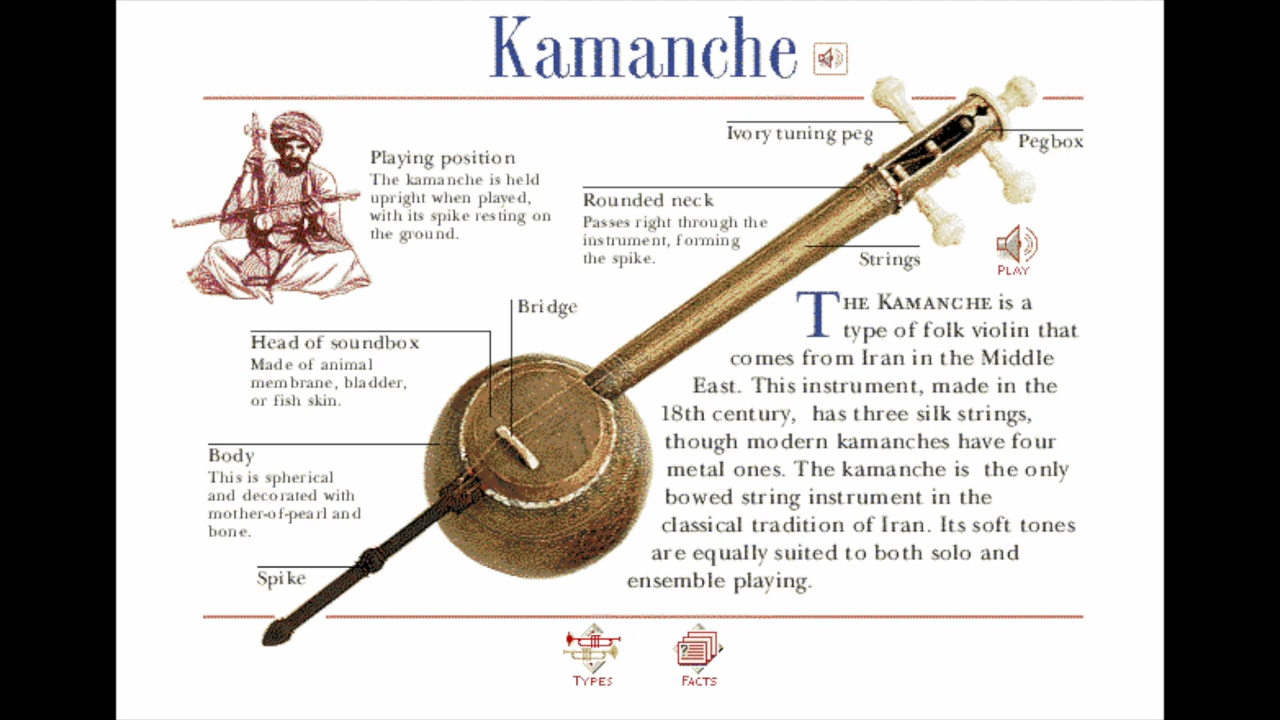 Kamanche
Playing position
The kamanche is held
upright when played,
with its spike resting on
the ground.
Ivory tuning peg
Pegbox
Rounded neck
Passes right through the
instrument, forming
the spike.
Strings
PLAY
Bridge
Head of soundbox
Made of animal
membrane, bladder,
or fish skin.
Body
This is spherical
and decorated with
mother-of-pearl and
bone.
Spike
THE KAMANCHE is a
type of folk violin that
comes from Iran in the Middle
East. This instrument, made in the
18th century, has three silk strings,
though modern kamanches have four
metal ones. The kamanche is the only
bowed string instrument in the
classical tradition of Iran. Its soft tones
are equally suited to both solo and
ensemble playing.
TYPES
?
FACTS